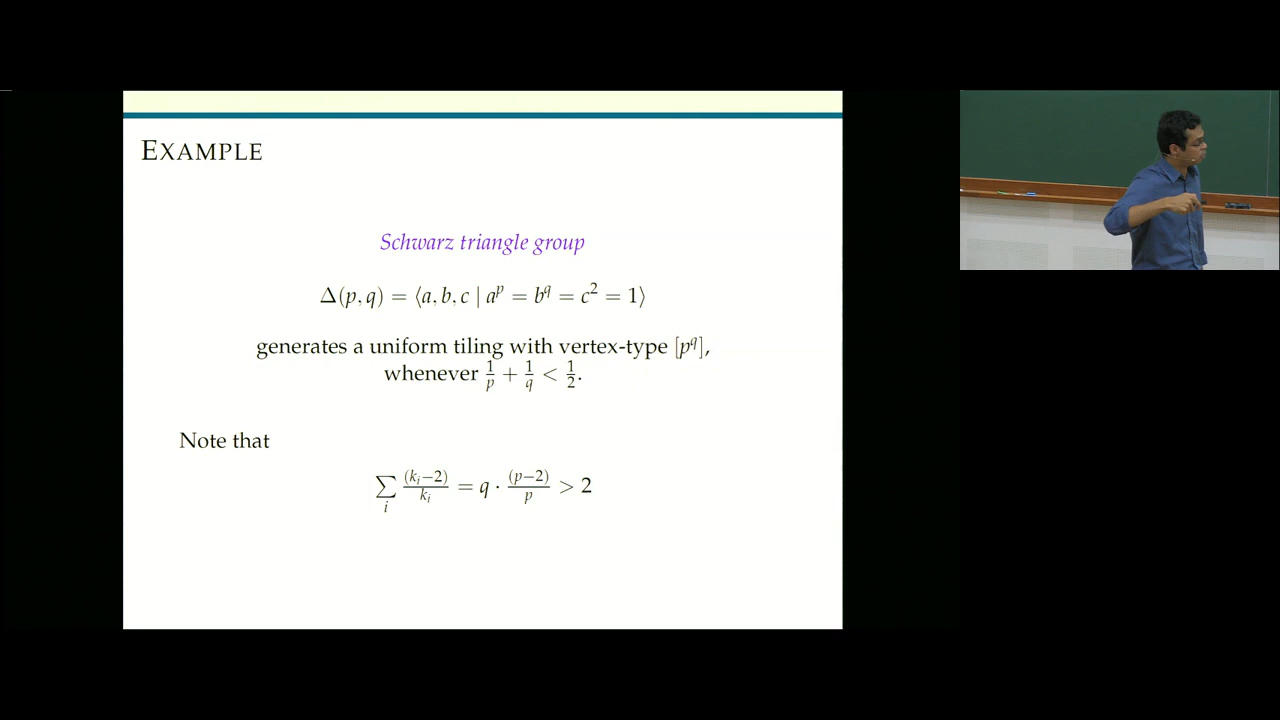 EXAMPLE
Schwarz triangle group
Δ(p, q) = ⟨a, b, c | a^p = b^q = c^2 = 1⟩
generates a uniform tiling with vertex-type [p^q],
whenever 1/p + 1/q < 1/2.
Note that
∑_i (k_i−2)/k_i = q · (p−2)/p > 2